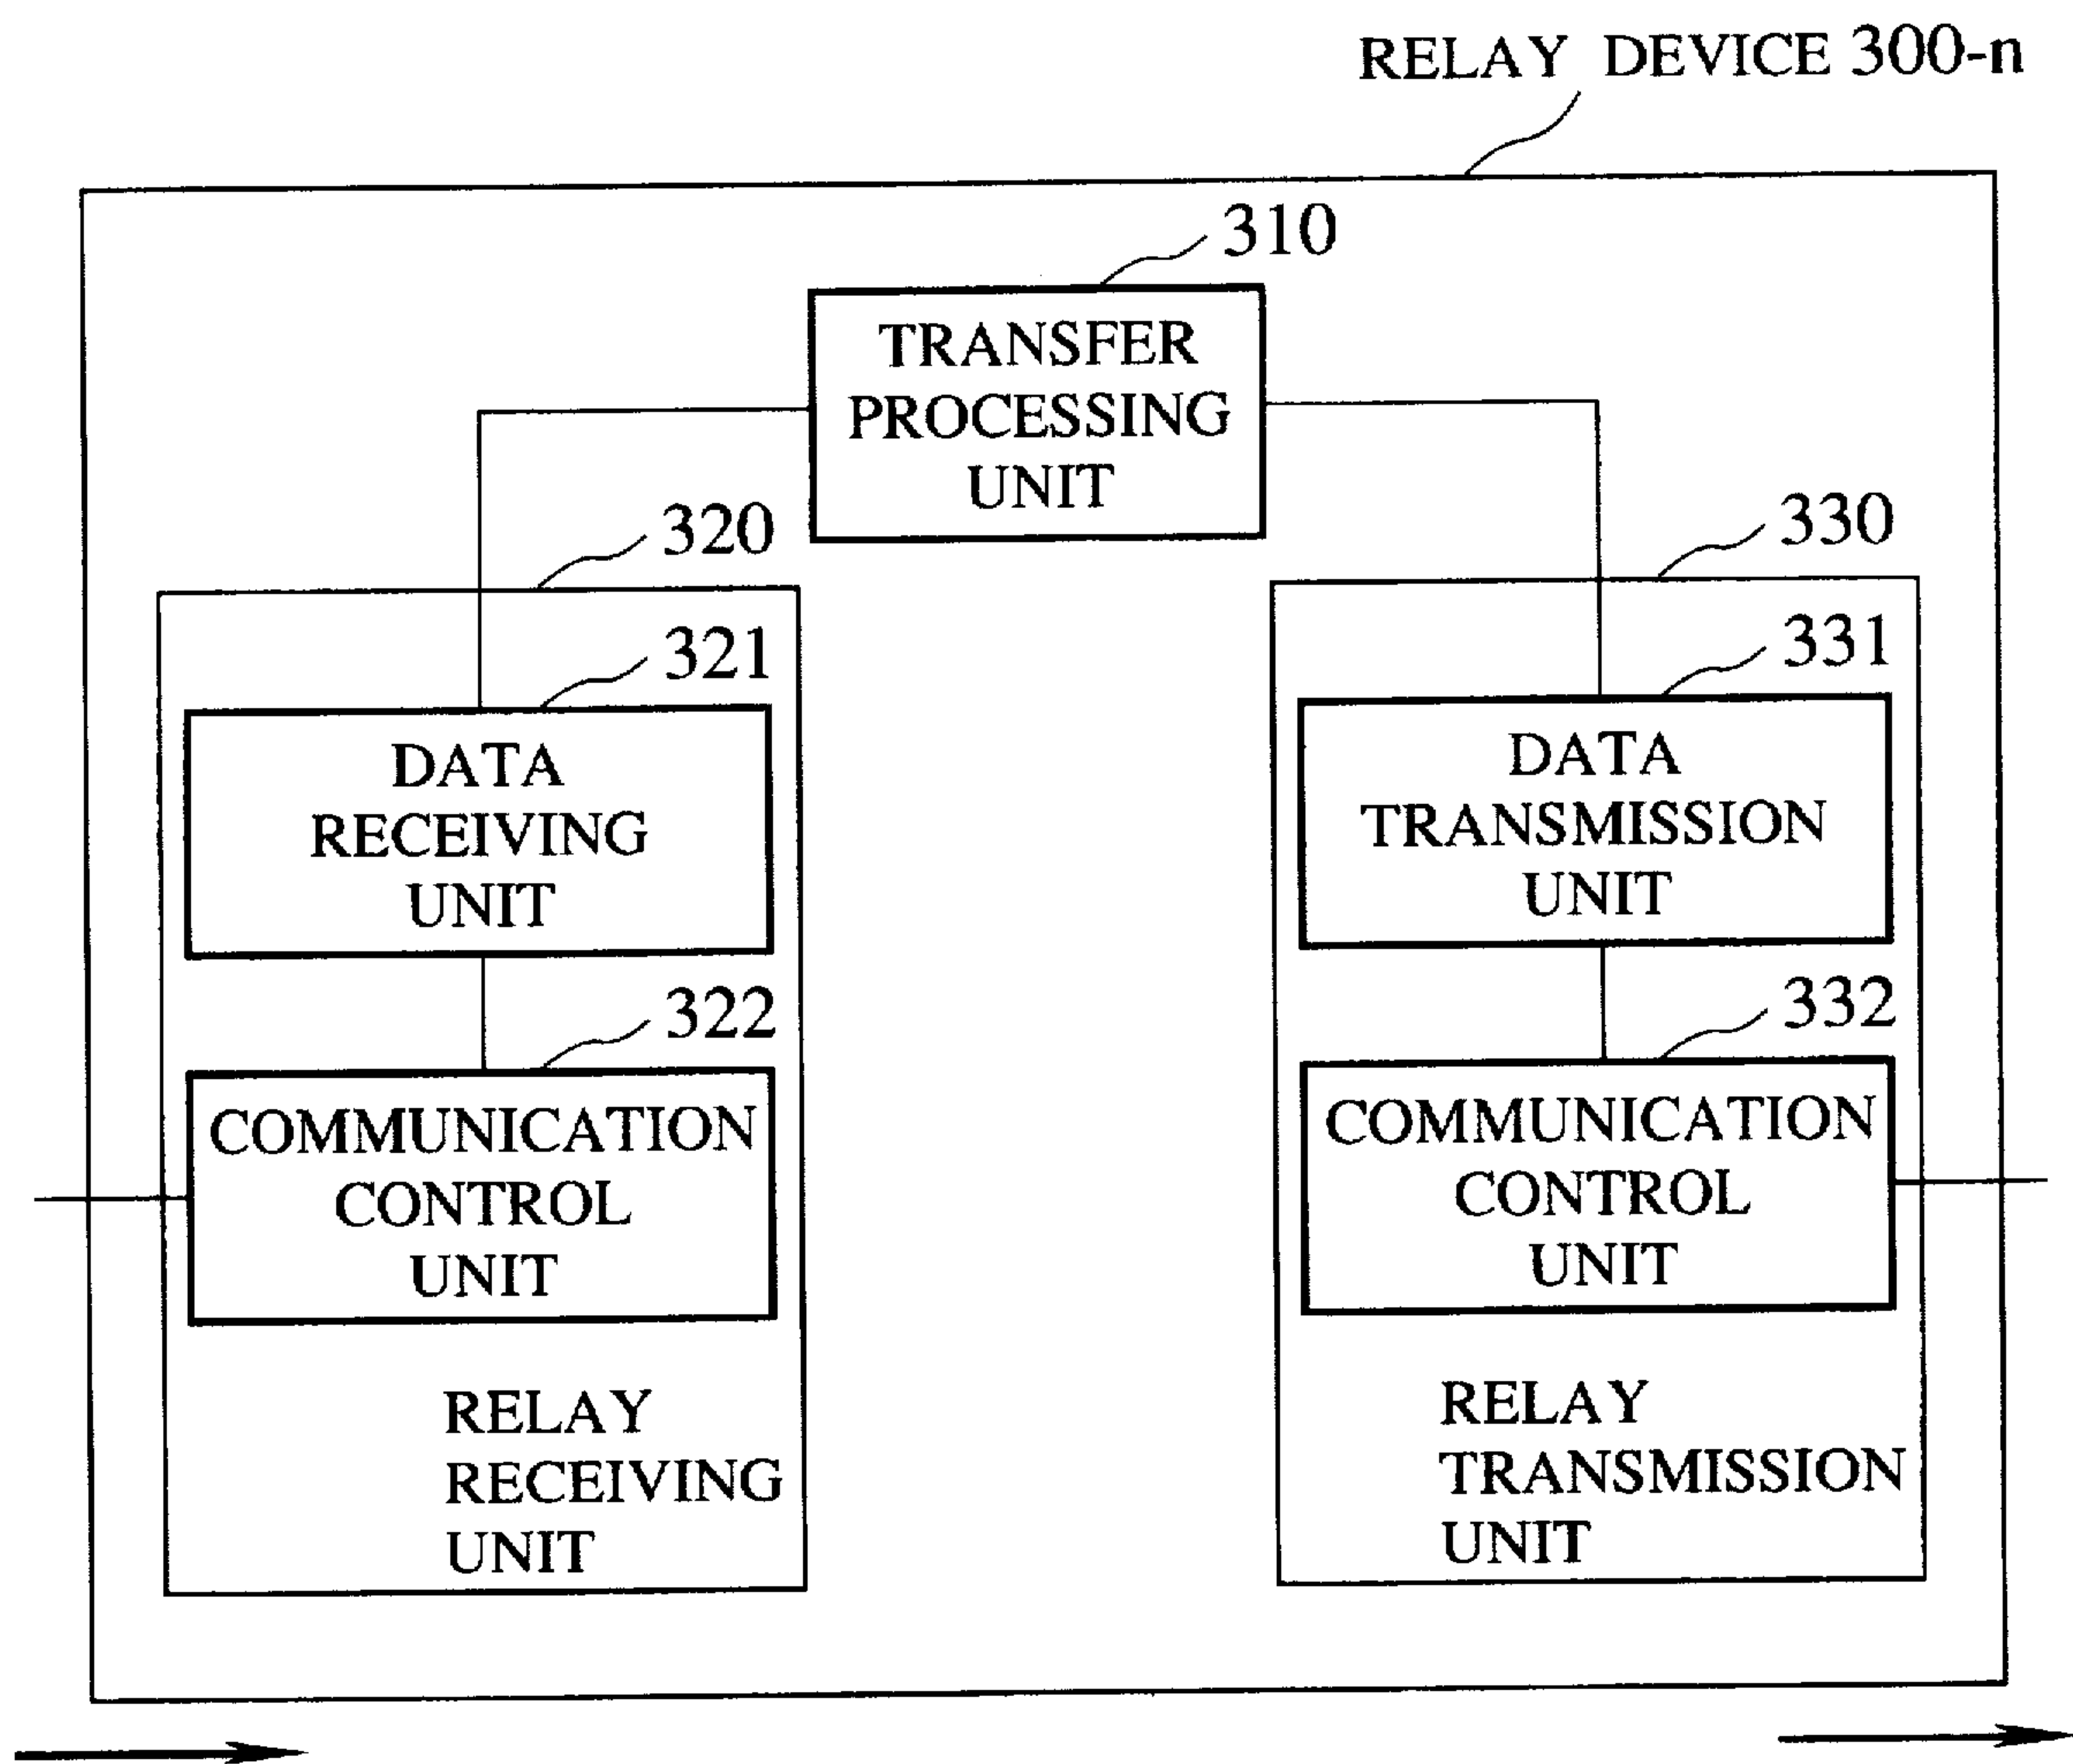 RELAY DEVICE 300-n
310
TRANSFER
PROCESSING
UNIT
320
321
DATA
RECEIVING
UNIT
322
COMMUNICATION
CONTROL
UNIT
RELAY
RECEIVING
UNIT
330
331
DATA
TRANSMISSION
UNIT
332
COMMUNICATION
CONTROL
UNIT
RELAY
TRANSMISSION
UNIT